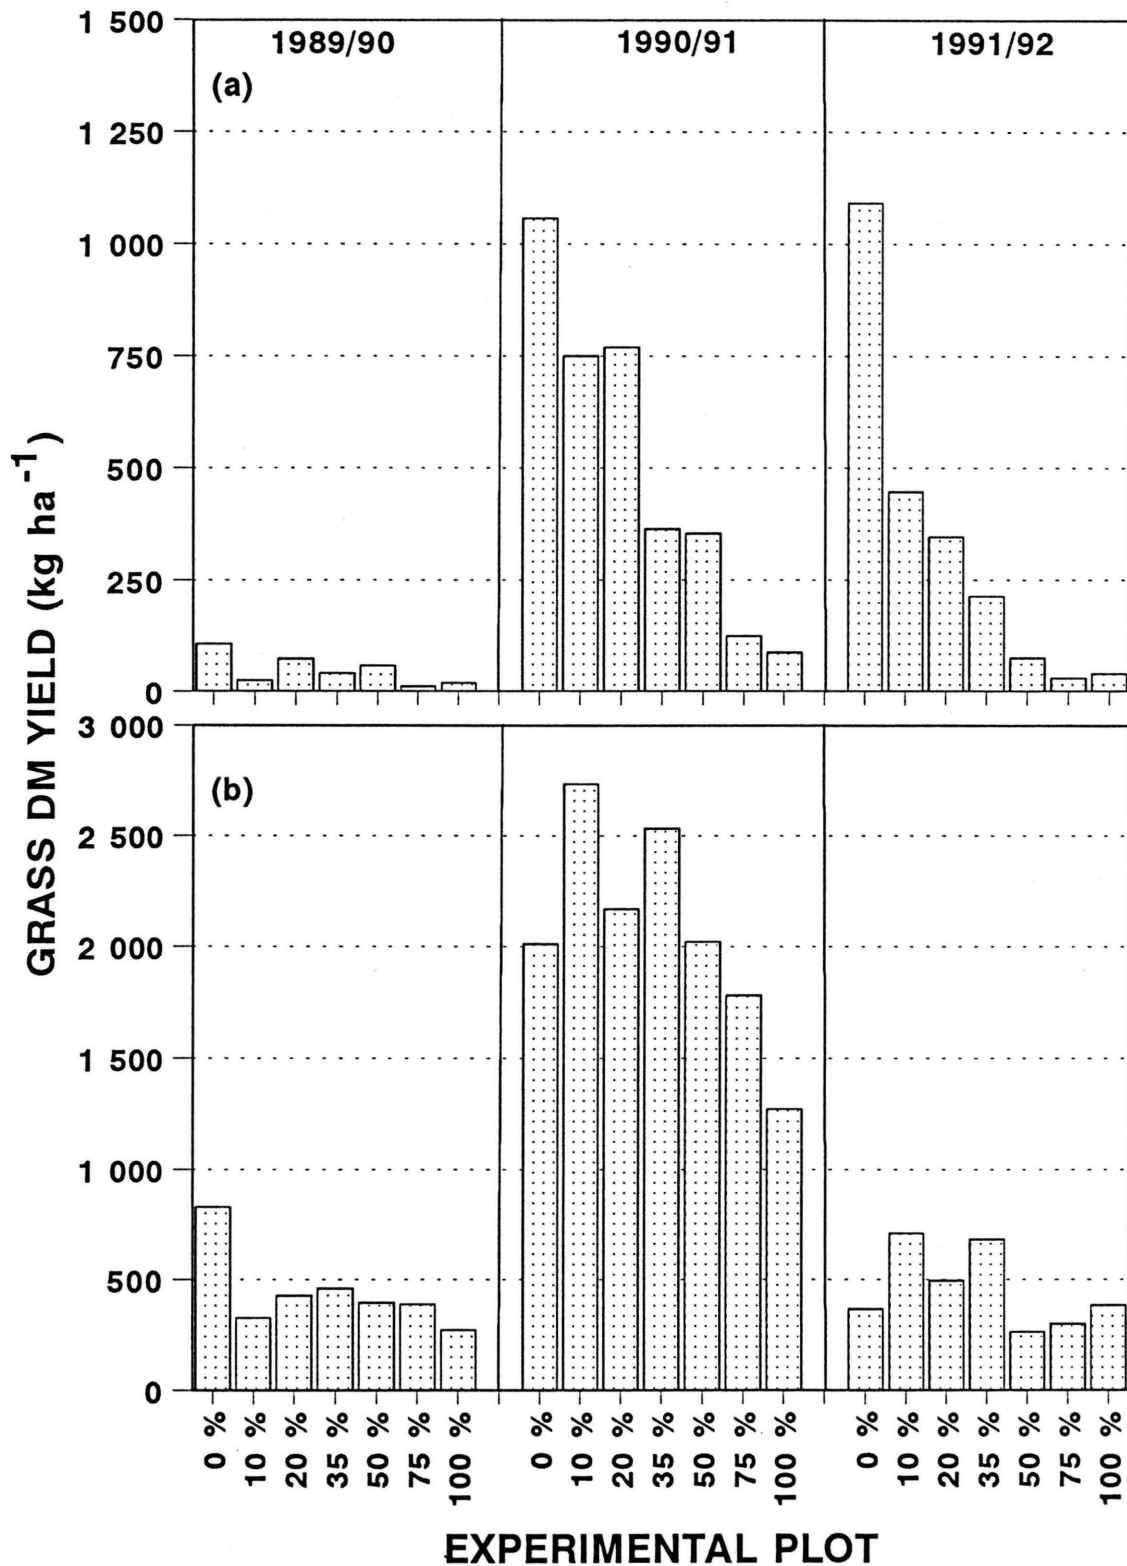 1989/90 1990/91 1991/92
(a)
1 500
1 250
1 000
750
500
250
0
(b)
3 000
2 500
2 000
1 500
1 000
500
0
GRASS DM YIELD (kg ha⁻¹)
0 % 10 % 20 % 35 % 50 % 75 % 100 % 0 % 10 % 20 % 35 % 50 % 75 % 100 % 0 % 10 % 20 % 35 % 50 % 75 % 100 %
EXPERIMENTAL PLOT